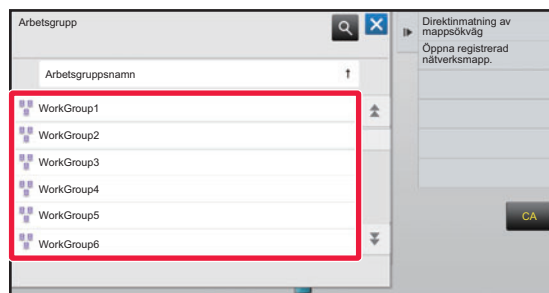 Arbetsgrupp
Arbetsgruppsnamn
WorkGroup1
WorkGroup2
WorkGroup3
WorkGroup4
WorkGroup5
WorkGroup6
Direktinmatning av
mappsökväg
Öppna registrerad
nätverksmapp.
CA